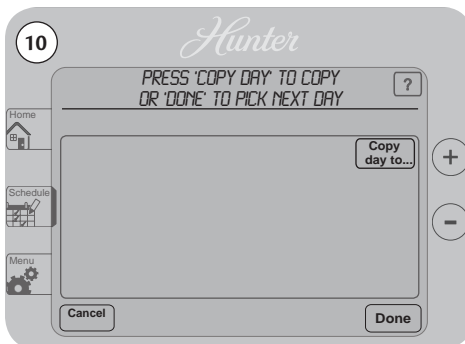 10
Hunter
PRESS 'COPY DAY' TO COPY
OR 'DONE' TO PICK NEXT DAY
?
Home
Copy
day to...
+
Schedule
-
Menu
Cancel
Done